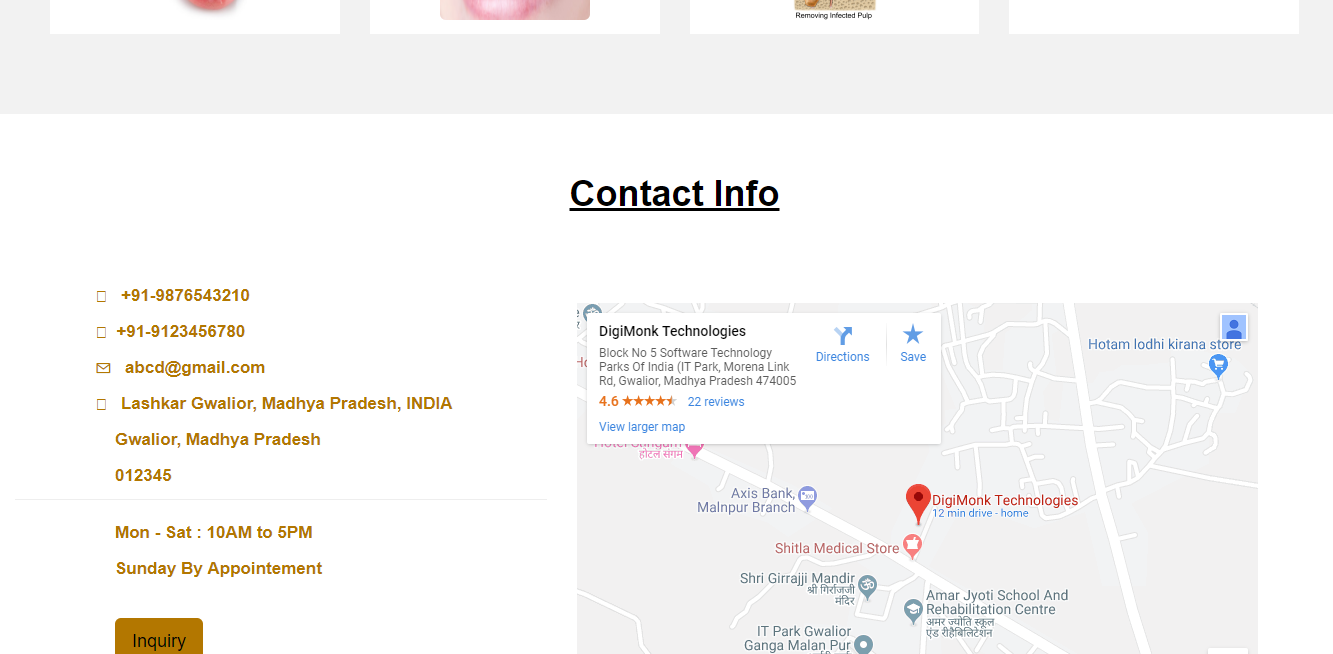 Removing Infected Pulp
Contact Info
+91-9876543210
+91-9123456780
abcd@gmail.com
Lashkar Gwalior, Madhya Pradesh, INDIA
Gwalior, Madhya Pradesh
012345
Mon - Sat : 10AM to 5PM
Sunday By Appointement
Inquiry
DigiMonk Technologies
Block No 5 Software Technology
Parks Of India (IT Park, Morena Link
Rd, Gwalior, Madhya Pradesh 474005
4.6 22 reviews
View larger map
Directions
Save
Hotam lodhi kirana store
होटल संगम
Axis Bank,
Malnpur Branch
DigiMonk Technologies
12 min drive - home
Shitla Medical Store
Shri Girrajji Mandir
श्री गिर्राजजी
मंदिर
Amar Jyoti School And
Rehabilitation Centre
अमर ज्योति स्कूल
एंड रीहैबिलिटेशन
IT Park Gwalior
Ganga Malan Pur